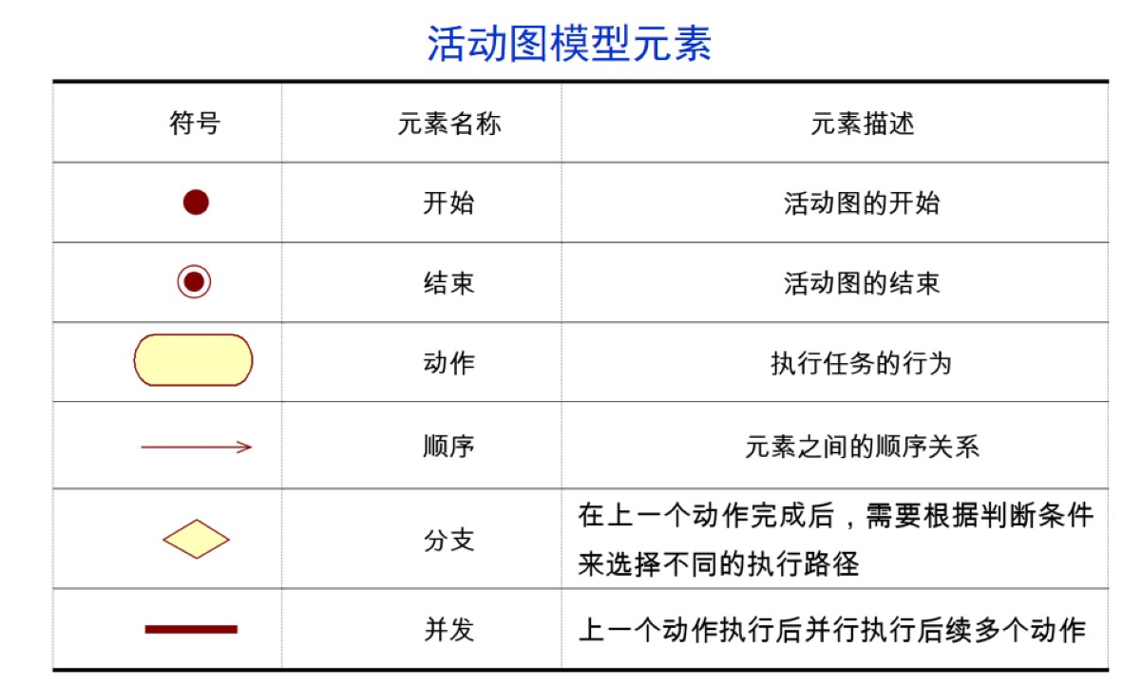 活动图模型元素
符号 元素名称 元素描述
开始 活动图的开始
结束 活动图的结束
动作 执行任务的行为
顺序 元素之间的顺序关系
分支 在上一个动作完成后，需要根据判断条件
来选择不同的执行路径
并发 上一个动作执行后并行执行后续多个动作